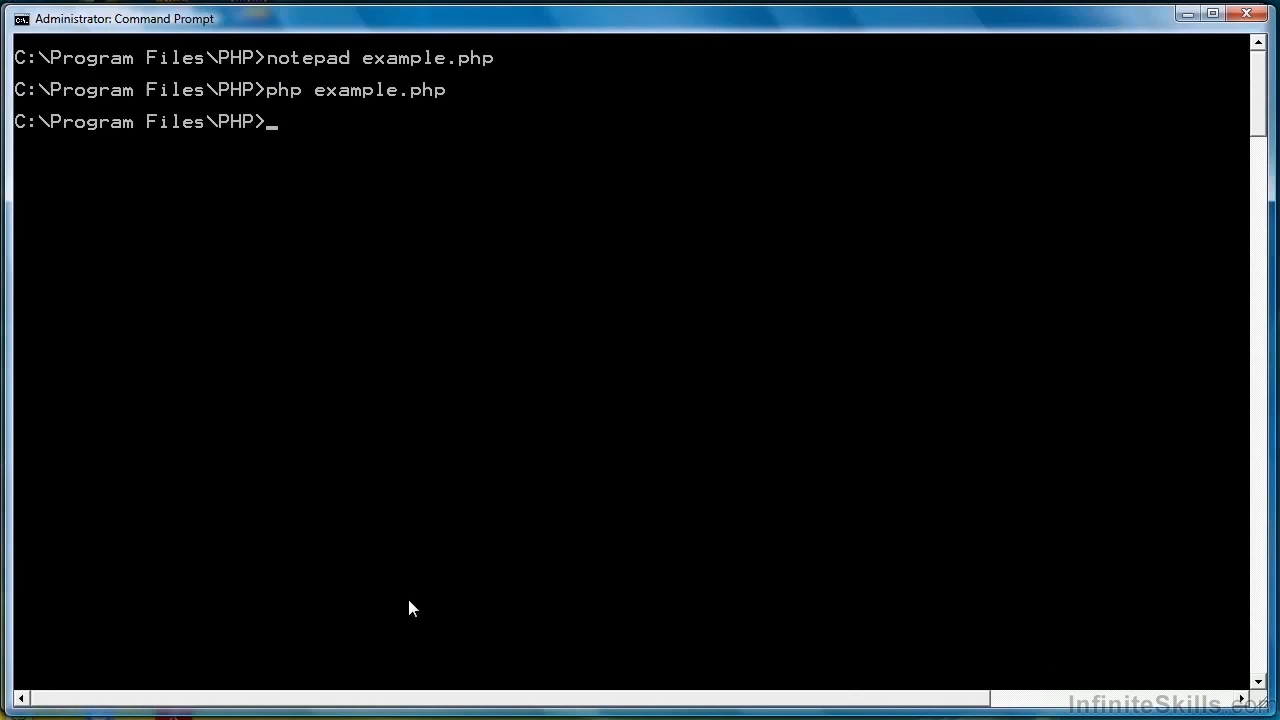 Administrator: Command Prompt
C:\Program Files\PHP>notepad example.php
C:\Program Files\PHP>php example.php
C:\Program Files\PHP>_
InfiniteSkills.com